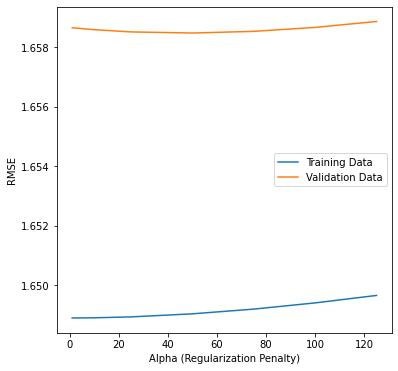 1.658
1.656
1.654
1.652
1.650
RMSE
Training Data
Validation Data
0 20 40 60 80 100 120
Alpha (Regularization Penalty)